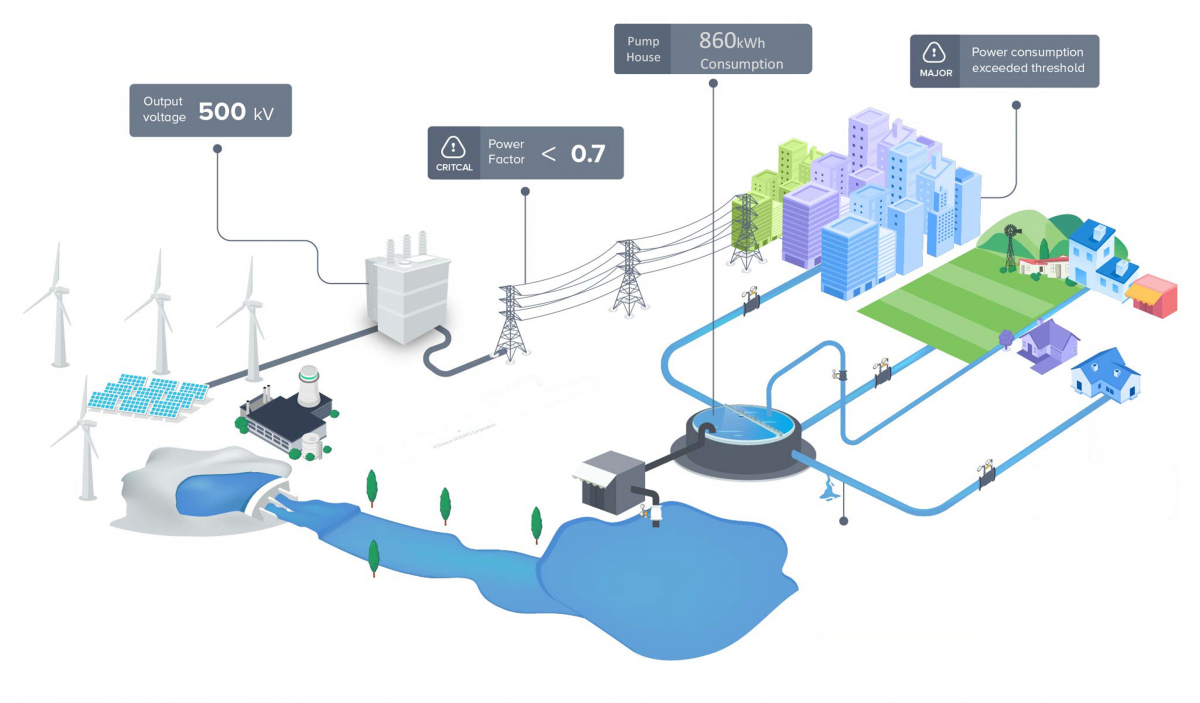 Pump
House
860kWh
Consumption
MAJOR
Power consumption
exceeded threshold
Output
voltage
500 kV
CRITCAL
Power
Factor
< 0.7